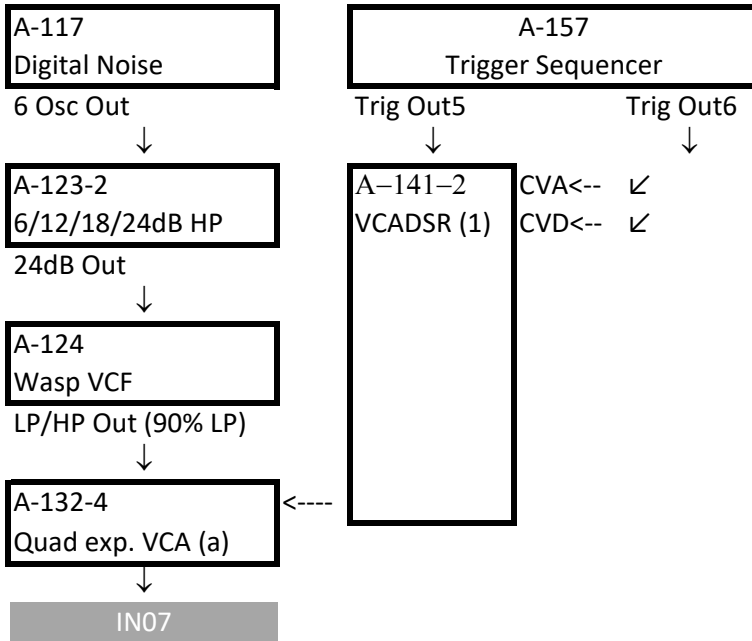 A-117
Digital Noise
6 Osc Out
↓
A-123-2
6/12/18/24dB HP
24dB Out
↓
A-124
Wasp VCF
LP/HP Out (90% LP)
↓
A-132-4
Quad exp. VCA (a)
↓
IN07
A-157
Trigger Sequencer
Trig Out5 Trig Out6
↓ ↓
A–141–2 CVA<-- ↙
VCADSR (1) CVD<-- ↙
<----